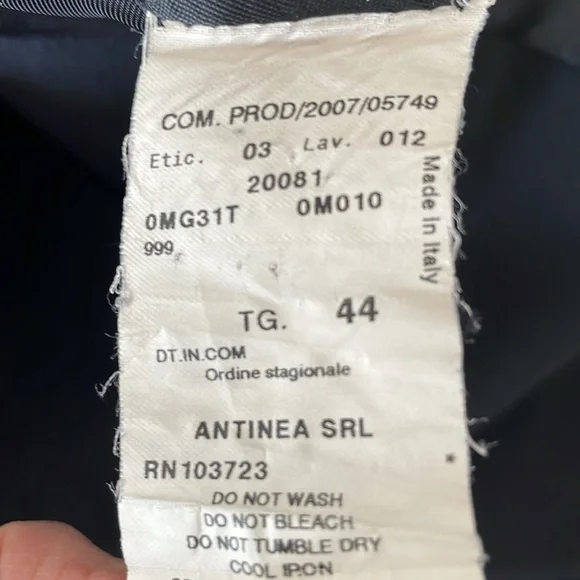 COM. PROD/2007/05749
Etic. 03 Lav. 012
20081
0MG31T 0M010
999
Made in Italy
TG. 44
DT.IN.COM
Ordine stagionale
ANTINEA SRL
RN103723 *
DO NOT WASH
DO NOT BLEACH
DO NOT TUMBLE DRY
COOL IRON